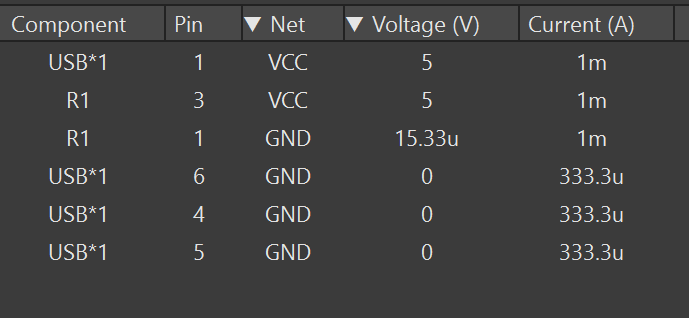 Component Pin ▼ Net ▼ Voltage (V) Current (A)
USB*1 1 VCC 5 1m
R1 3 VCC 5 1m
R1 1 GND 15.33u 1m
USB*1 6 GND 0 333.3u
USB*1 4 GND 0 333.3u
USB*1 5 GND 0 333.3u